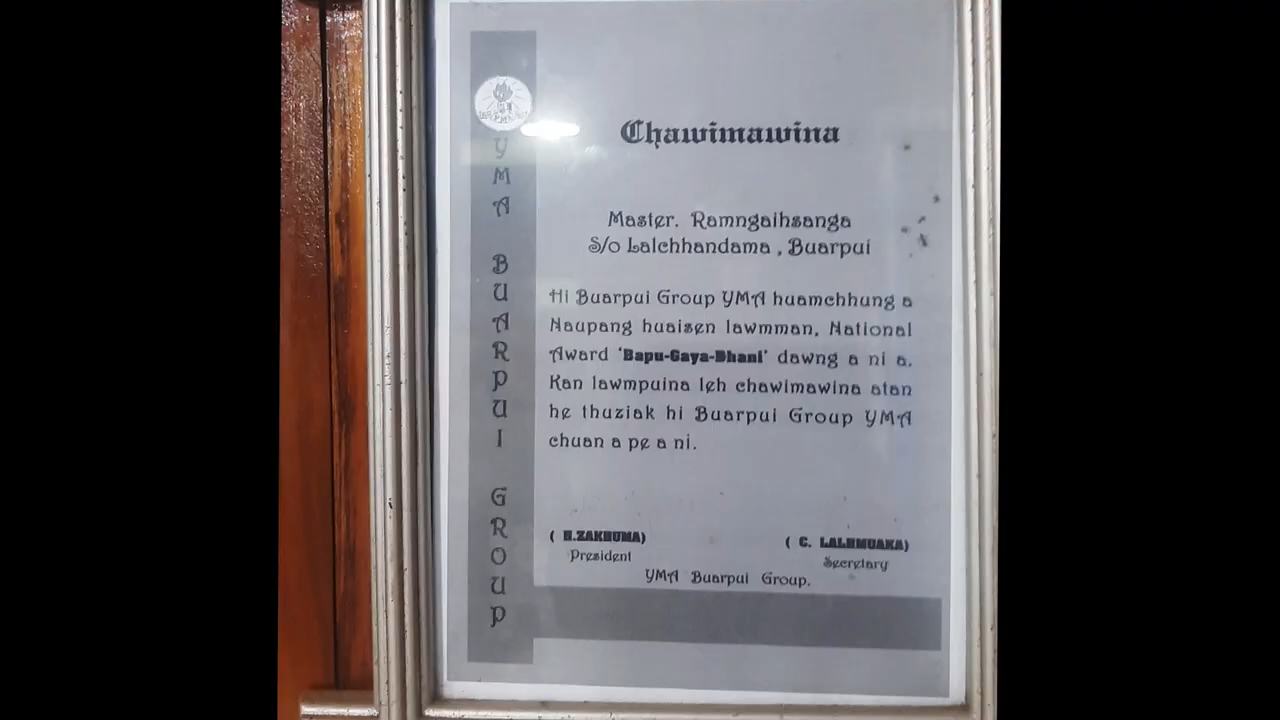 YMA BUARPUI GROUP
Chawimawina
Master. Ramngaihsanga
S/o Lalchhandama , Buarpui
Hi Buarpui Group YMA huamchhung a
Naupang huaisen lawmman, National
Award ‘Bapu-Gaya-Dhani’ dawng a ni a.
Kan lawmpuina leh chawimawina atan
he thuziak hi Buarpui Group YMA
chuan a pe a ni.
( H.ZAKHUMA)
President
( C. LALHMUAKA)
Secretary
YMA Buarpui Group.